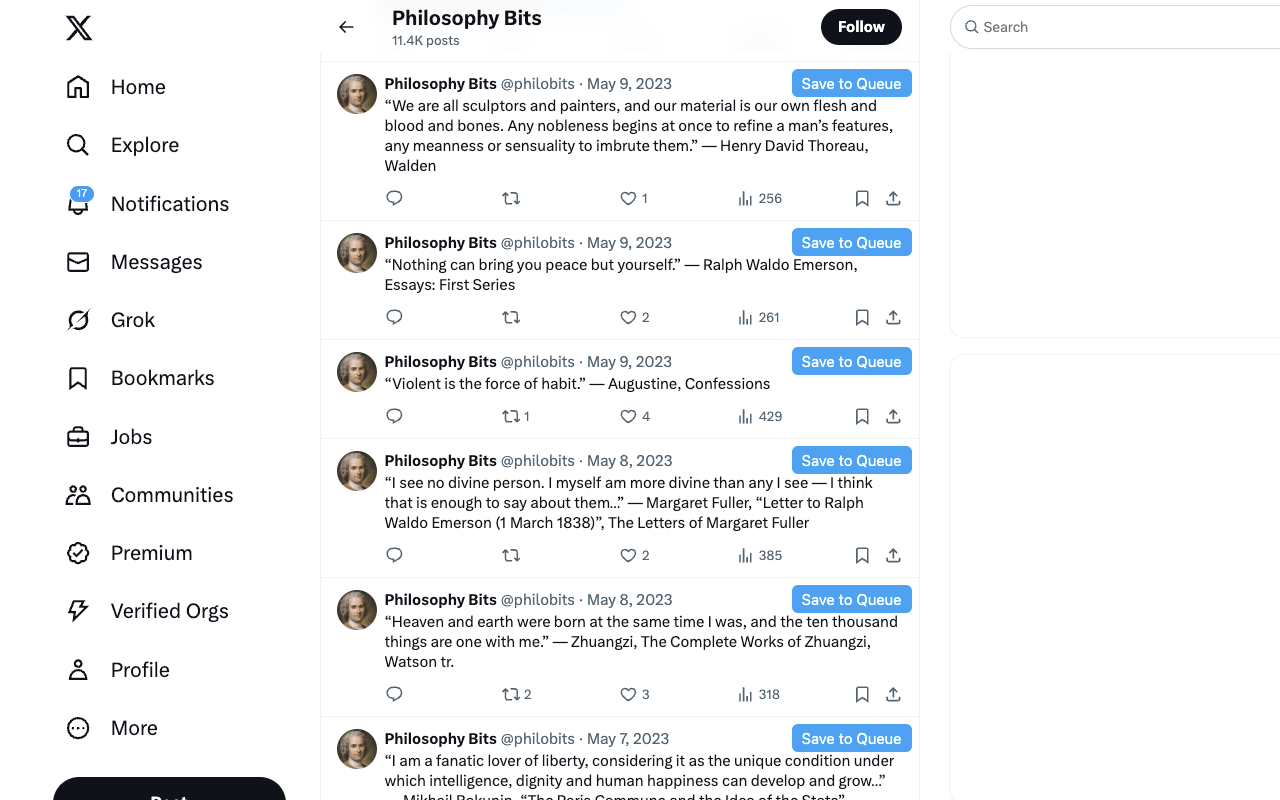 Philosophy Bits
11.4K posts
Follow
Search
Home
Explore
17
Notifications
Messages
Grok
Bookmarks
Jobs
Communities
Premium
Verified Orgs
Profile
More
Post
Philosophy Bits @philobits · May 9, 2023
Save to Queue
“We are all sculptors and painters, and our material is our own flesh and
blood and bones. Any nobleness begins at once to refine a man’s features,
any meanness or sensuality to imbrute them.” — Henry David Thoreau,
Walden
1 256
Philosophy Bits @philobits · May 9, 2023
Save to Queue
“Nothing can bring you peace but yourself.” — Ralph Waldo Emerson,
Essays: First Series
2 261
Philosophy Bits @philobits · May 9, 2023
Save to Queue
“Violent is the force of habit.” — Augustine, Confessions
1 4 429
Philosophy Bits @philobits · May 8, 2023
Save to Queue
“I see no divine person. I myself am more divine than any I see — I think
that is enough to say about them…” — Margaret Fuller, “Letter to Ralph
Waldo Emerson (1 March 1838)”, The Letters of Margaret Fuller
2 385
Philosophy Bits @philobits · May 8, 2023
Save to Queue
“Heaven and earth were born at the same time I was, and the ten thousand
things are one with me.” — Zhuangzi, The Complete Works of Zhuangzi,
Watson tr.
2 3 318
Philosophy Bits @philobits · May 7, 2023
Save to Queue
“I am a fanatic lover of liberty, considering it as the unique condition under
which intelligence, dignity and human happiness can develop and grow…”
— Mikhail Bakunin, “The Paris Commune and the Idea of the State”